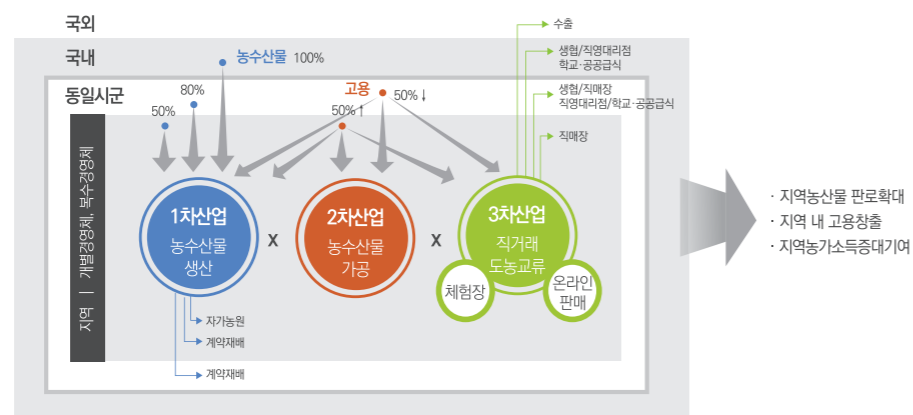 국외
수출
국내
농수산물 100%
생협/직영대리점
학교·공공급식
동일시군
80%
50%
고용
50% ↓
50% ↑
생협/직매장
직영대리점/학교·공공급식
직매장
지역 | 개별경영체, 복수경영체
1차산업
농수산물
생산
X
2차산업
농수산물
가공
X
3차산업
직거래
도농교류
체험장
온라인
판매
자가농원
계약재배
계약재배
· 지역농산물 판로확대
· 지역 내 고용창출
· 지역농가소득증대기여